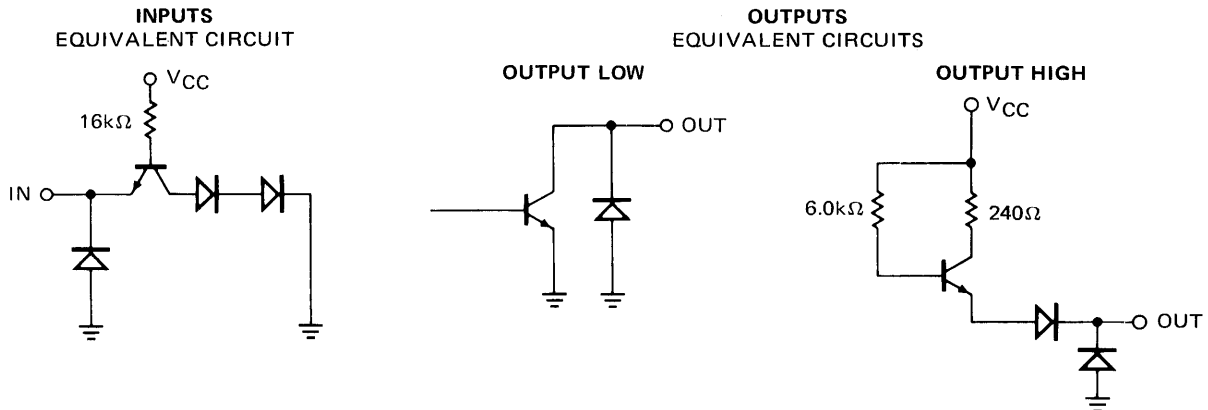 INPUTS
EQUIVALENT CIRCUIT
VCC
16kΩ
IN
OUTPUTS
EQUIVALENT CIRCUITS
OUTPUT LOW
OUT
OUTPUT HIGH
VCC
6.0kΩ
240Ω
OUT